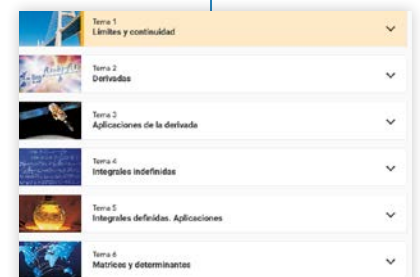 Tema 1
Límites y continuidad
Tema 2
Derivadas
Tema 3
Aplicaciones de la derivada
Tema 4
Integrales indefinidas
Tema 5
Integrales definidas. Aplicaciones
Tema 6
Matrices y determinantes